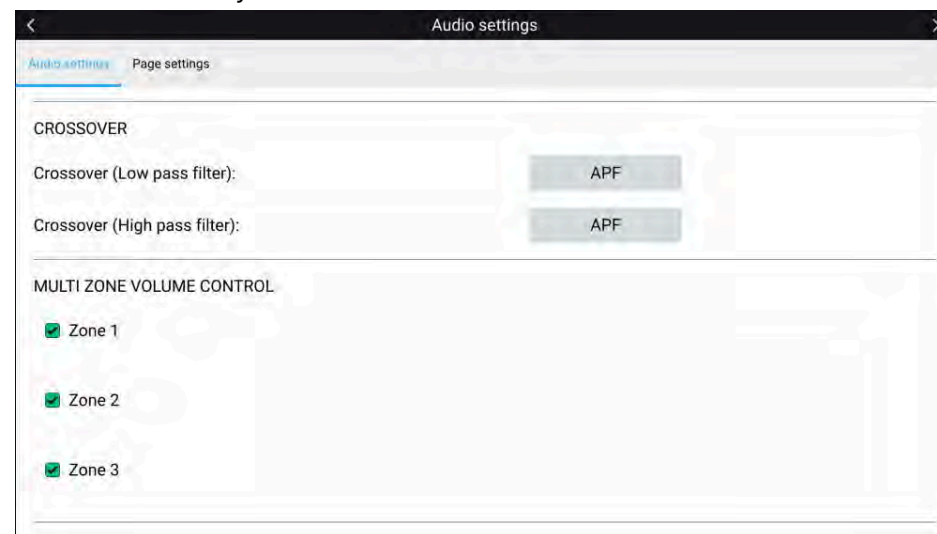 Audio settings
Audio settings Page settings
CROSSOVER
Crossover (Low pass filter): APF
Crossover (High pass filter): APF
MULTI ZONE VOLUME CONTROL
Zone 1
Zone 2
Zone 3